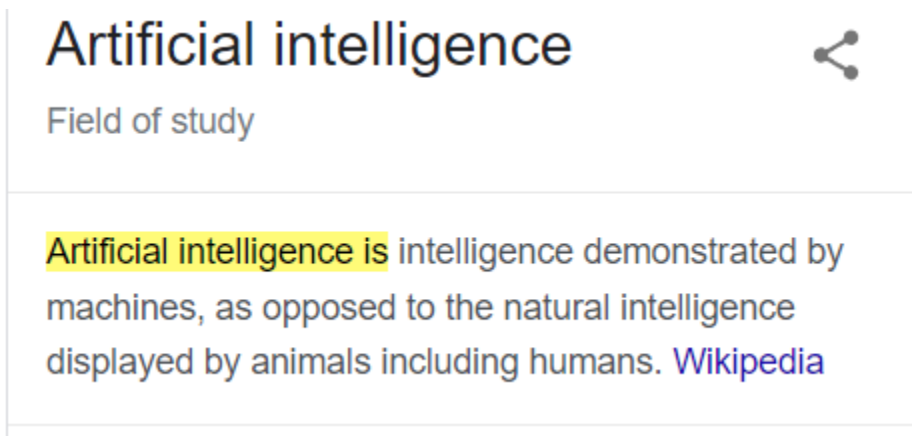 Artificial intelligence
Field of study
Artificial intelligence is intelligence demonstrated by
machines, as opposed to the natural intelligence
displayed by animals including humans. Wikipedia